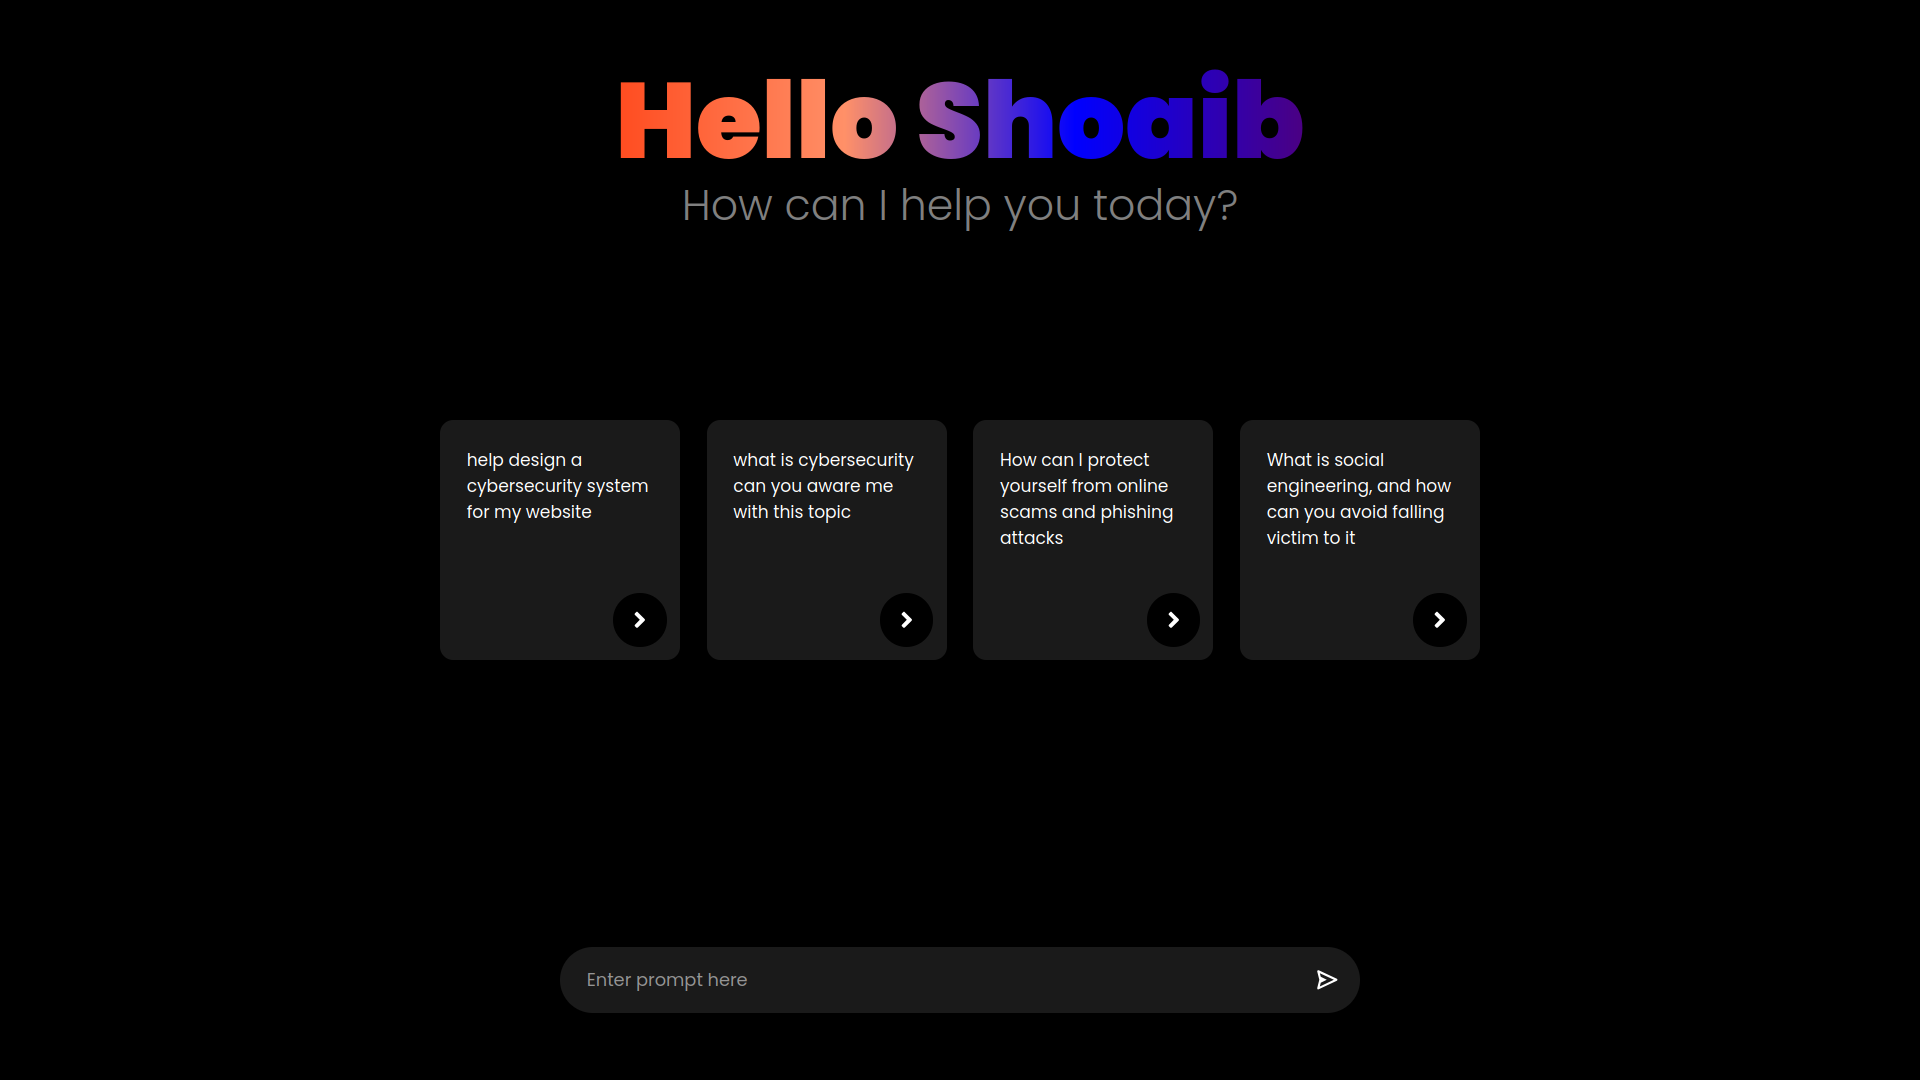 Hello Shoaib
How can I help you today?
help design a
cybersecurity system
for my website
what is cybersecurity
can you aware me
with this topic
How can I protect
yourself from online
scams and phishing
attacks
What is social
engineering, and how
can you avoid falling
victim to it
Enter prompt here